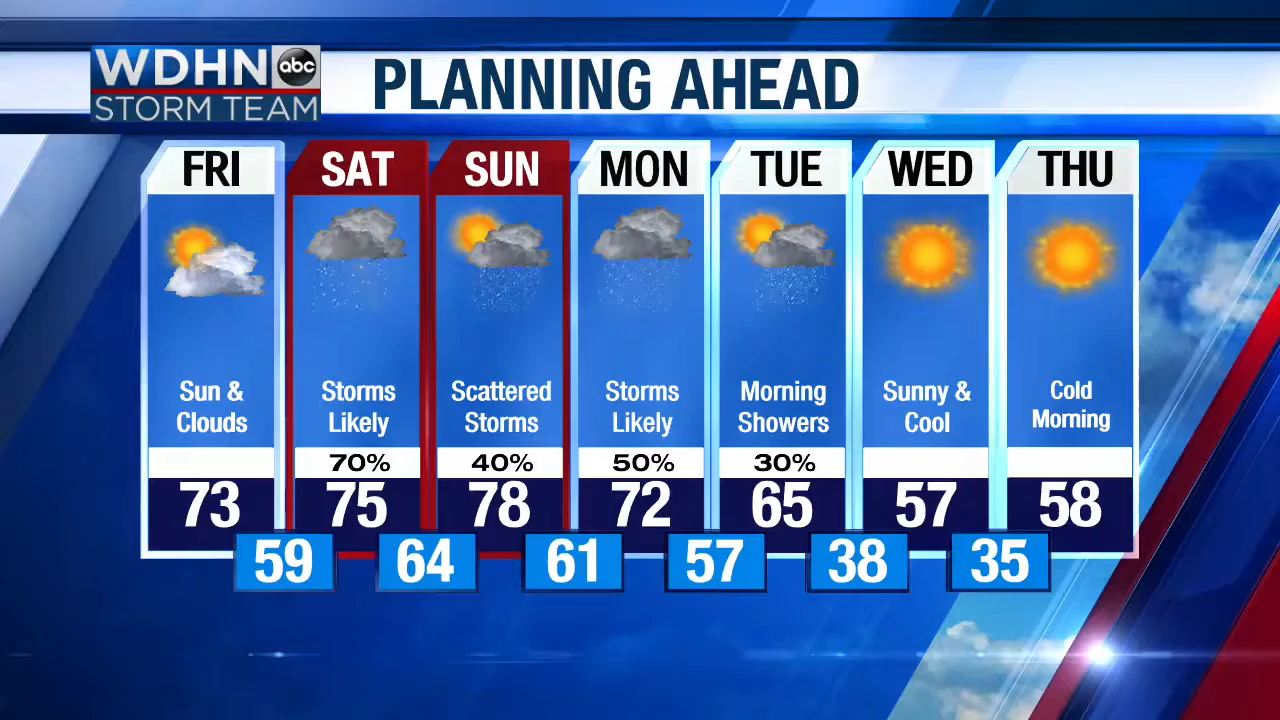 WDHN abc
STORM TEAM
PLANNING AHEAD
FRI SAT SUN MON TUE WED THU
Sun & Clouds
Storms Likely
Scattered Storms
Storms Likely
Morning Showers
Sunny & Cool
Cold Morning
70% 40% 50% 30%
73 75 78 72 65 57 58
59 64 61 57 38 35